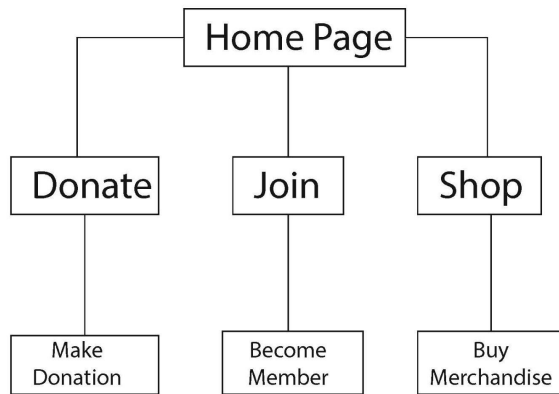 Home Page
Donate
Join
Shop
Make
Donation
Become
Member
Buy
Merchandise